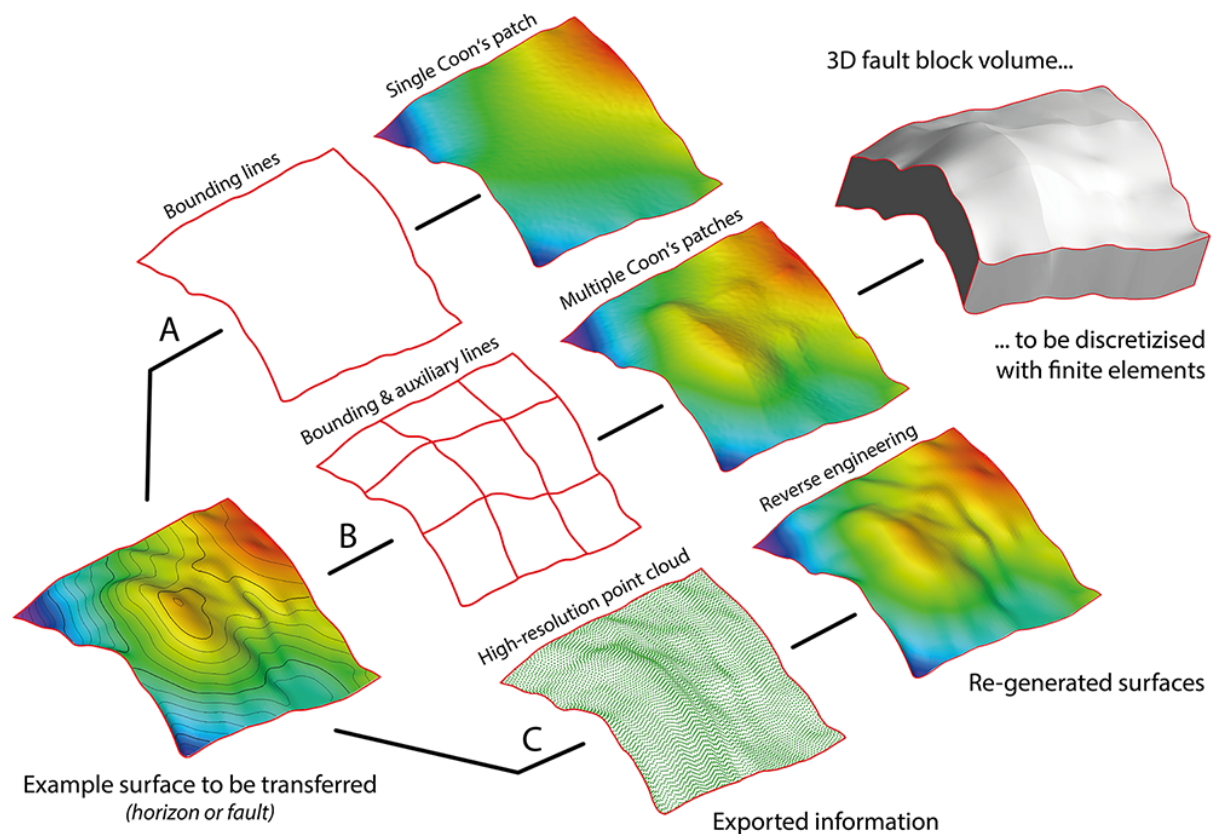 Single Coon's patch
3D fault block volume...
Bounding lines
Multiple Coon's patches
A
... to be discretizised
with finite elements
Bounding & auxiliary lines
Reverse engineering
B
High-resolution point cloud
Re-generated surfaces
C
Example surface to be transferred
(horizon or fault)
Exported information